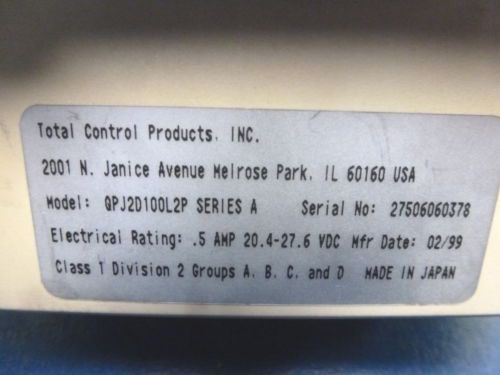 Total Control Products, INC.
2001 N. Janice Avenue Melrose Park, IL 60160 USA
Model: QPJ2D100L2P SERIES A Serial No: 27506060378
Electrical Rating: .5 AMP 20.4-27.6 VDC Mfr Date: 02/99
Class 1 Division 2 Groups A, B, C, and D MADE IN JAPAN